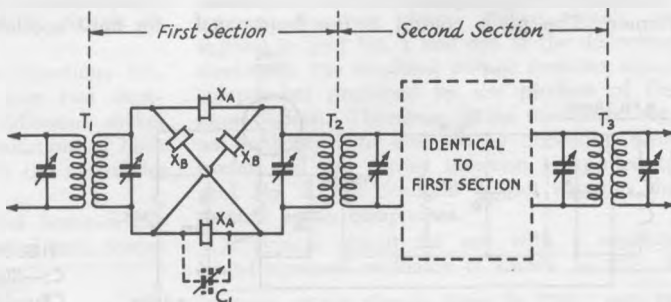 First Section
Second Section
T1
XA
T2
T3
XB
XB
IDENTICAL
TO
FIRST SECTION
XA
C1